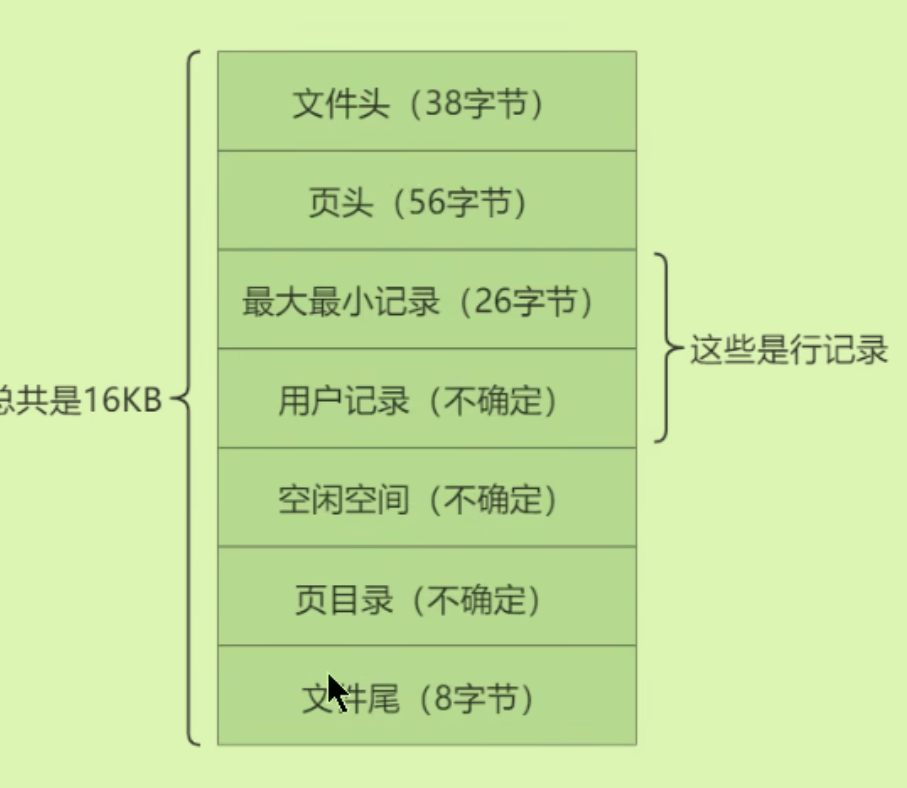 文件头（38字节）
页头（56字节）
最大最小记录（26字节）
这些是行记录
总共是16KB
用户记录（不确定）
空闲空间（不确定）
页目录（不确定）
文件尾（8字节）